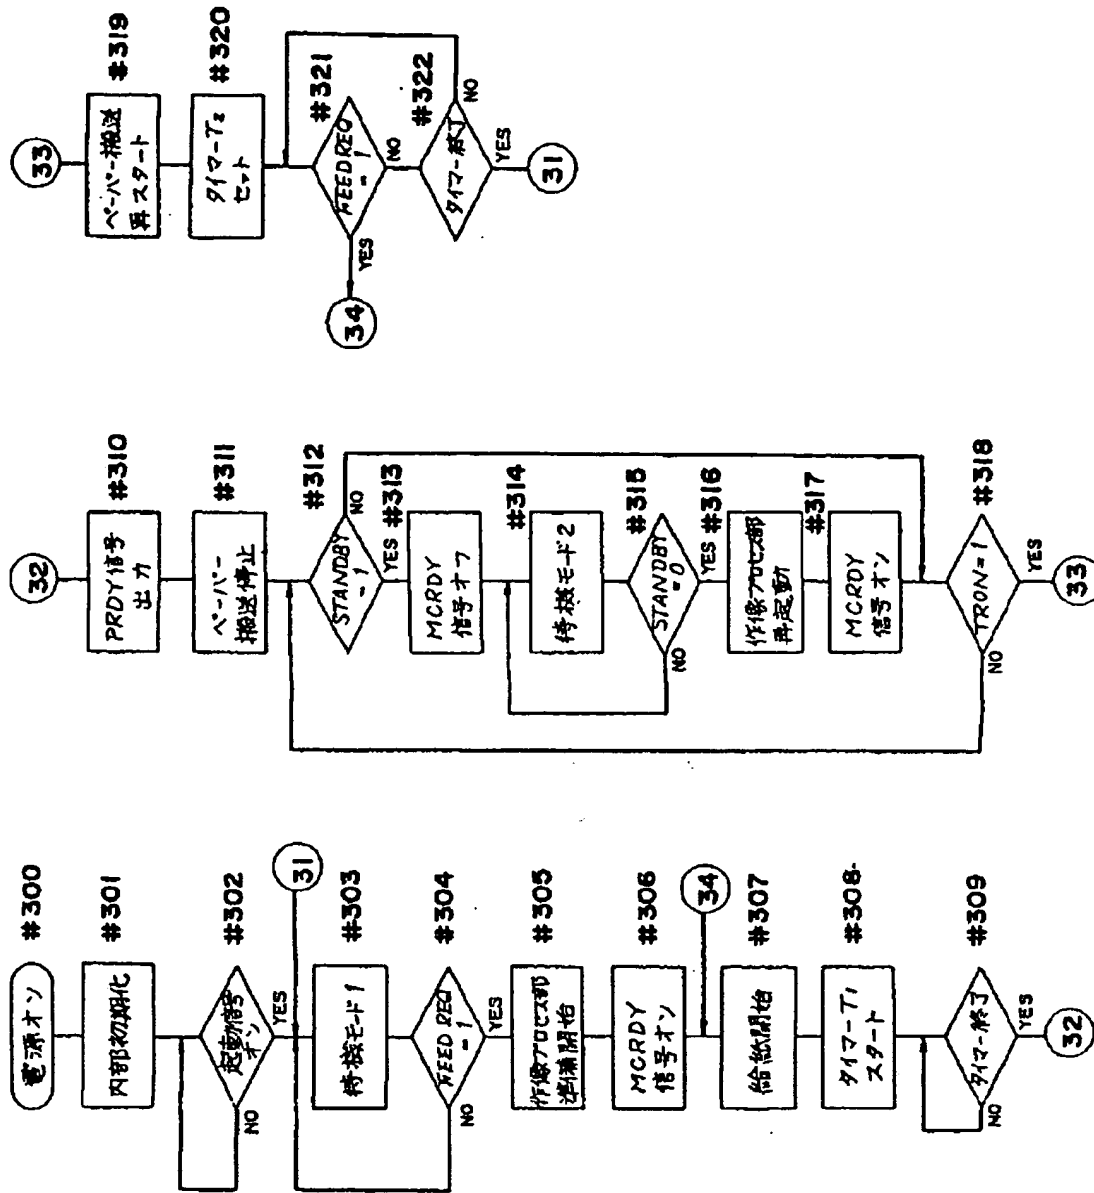 電源オン
#300
内部初期化
#301
起動信号
オン
#302
NO
YES
31
待機モード1
#303
FEED REQ
=1
#304
NO
YES
作像プロセス部
準備開始
#305
MCRDY
信号オン
#306
34
給紙開始
#307
タイマーT1
スタート
#308
タイマー終了
#309
NO
YES
32
32
PRDY信号
出力
#310
ペーパー
搬送停止
#311
STANDBY
=1
#312
NO
YES
#313
MCRDY
信号オフ
#314
待機モード2
#315
STANDBY
=0
NO
YES
#316
作像プロセス部
再起動
#317
MCRDY
信号オン
TRON=1
#318
NO
YES
33
33
ペーパー搬送
再スタート
#319
タイマーT2
セット
#320
FEED REQ
=1
#321
YES
NO
34
タイマー終了
#322
NO
YES
31